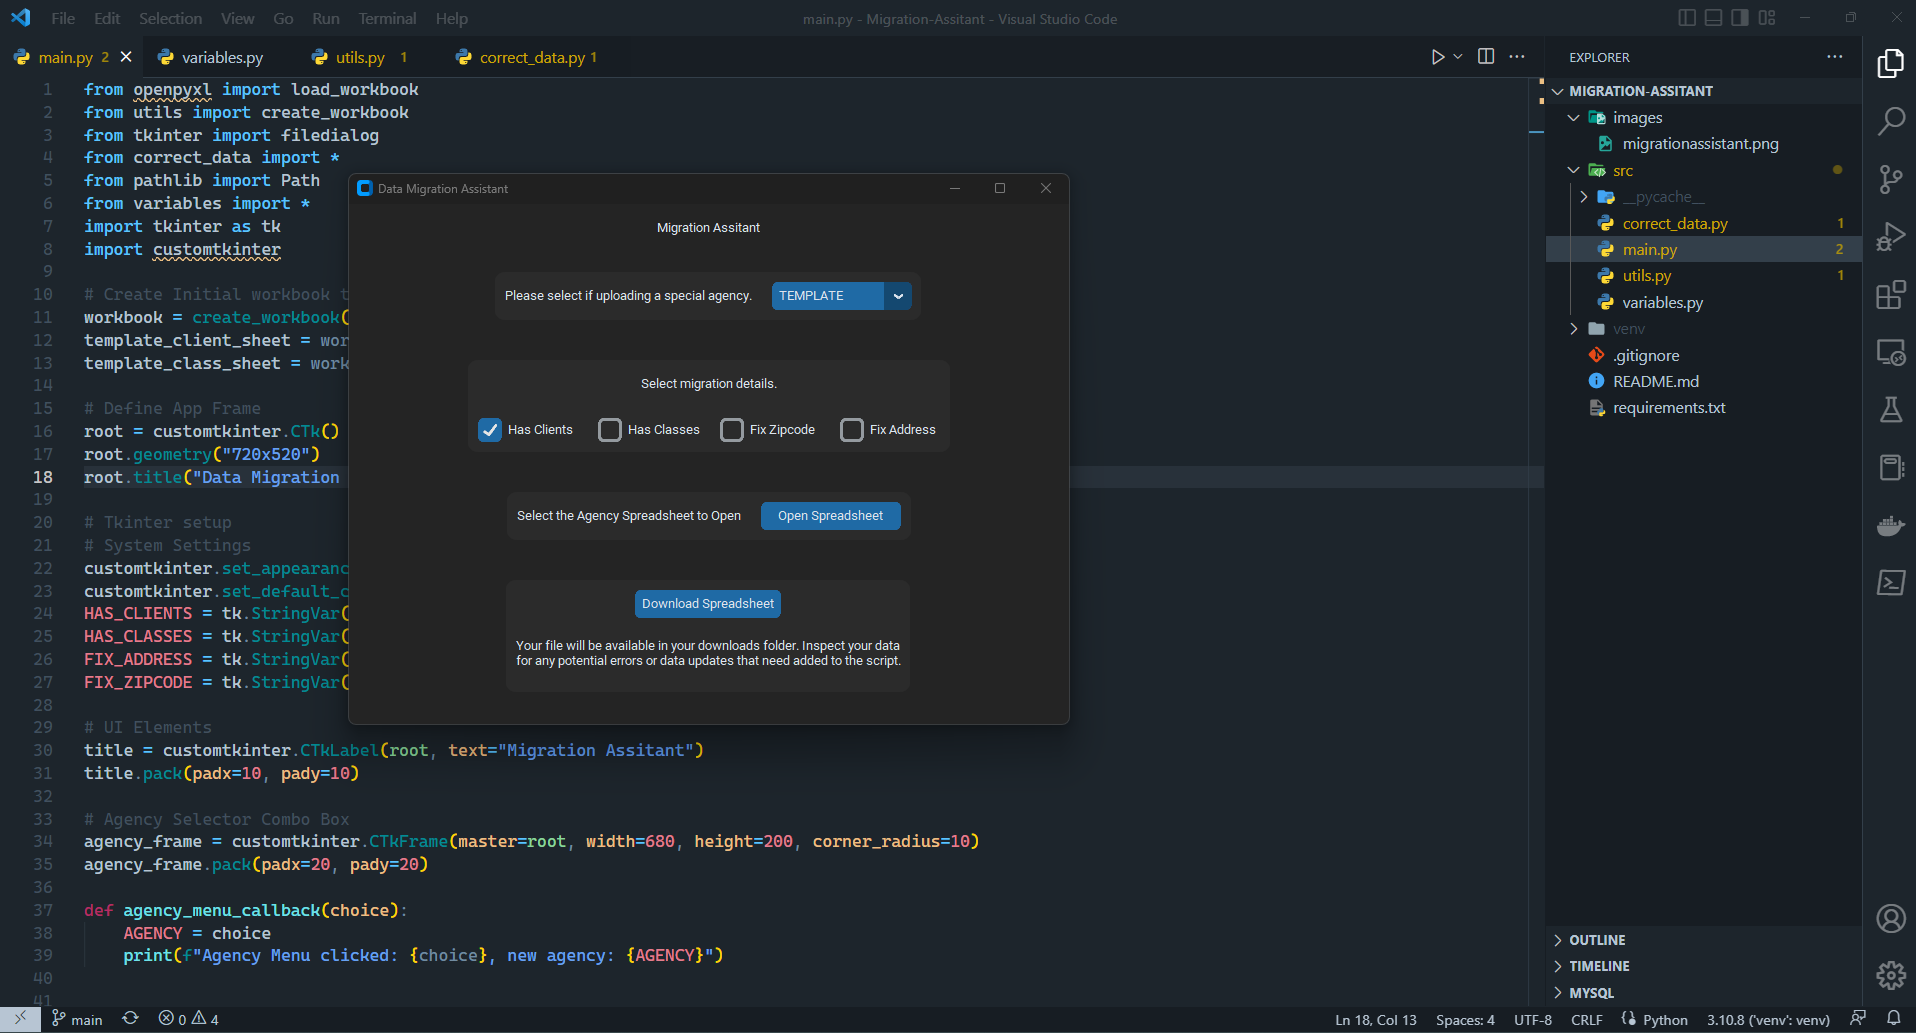 File Edit Selection View Go Run Terminal Help
main.py - Migration-Assitant - Visual Studio Code
main.py 2
variables.py
utils.py 1
correct_data.py 1
1 from openpyxl import load_workbook
2 from utils import create_workbook
3 from tkinter import filedialog
4 from correct_data import *
5 from pathlib import Path
6 from variables import *
7 import tkinter as tk
8 import customtkinter
9
10 # Create Initial workbook t
11 workbook = create_workbook(
12 template_client_sheet = wor
13 template_class_sheet = work
14
15 # Define App Frame
16 root = customtkinter.CTk()
17 root.geometry("720x520")
18 root.title("Data Migration
19
20 # Tkinter setup
21 # System Settings
22 customtkinter.set_appearanc
23 customtkinter.set_default_c
24 HAS_CLIENTS = tk.StringVar(
25 HAS_CLASSES = tk.StringVar(
26 FIX_ADDRESS = tk.StringVar(
27 FIX_ZIPCODE = tk.StringVar(
28
29 # UI Elements
30 title = customtkinter.CTkLabel(root, text="Migration Assitant")
31 title.pack(padx=10, pady=10)
32
33 # Agency Selector Combo Box
34 agency_frame = customtkinter.CTkFrame(master=root, width=680, height=200, corner_radius=10)
35 agency_frame.pack(padx=20, pady=20)
36
37 def agency_menu_callback(choice):
38 AGENCY = choice
39 print(f"Agency Menu clicked: {choice}, new agency: {AGENCY}")
40
41
Data Migration Assistant
Migration Assitant
Please select if uploading a special agency. TEMPLATE
Select migration details.
Has Clients Has Classes Fix Zipcode Fix Address
Select the Agency Spreadsheet to Open Open Spreadsheet
Download Spreadsheet
Your file will be available in your downloads folder. Inspect your data
for any potential errors or data updates that need added to the script.
EXPLORER
MIGRATION-ASSITANT
images
migrationassistant.png
src
__pycache__
correct_data.py 1
main.py 2
utils.py 1
variables.py
venv
.gitignore
README.md
requirements.txt
OUTLINE
TIMELINE
MYSQL
main 0 4
Ln 18, Col 13 Spaces: 4 UTF-8 CRLF Python 3.10.8 ('venv': venv)